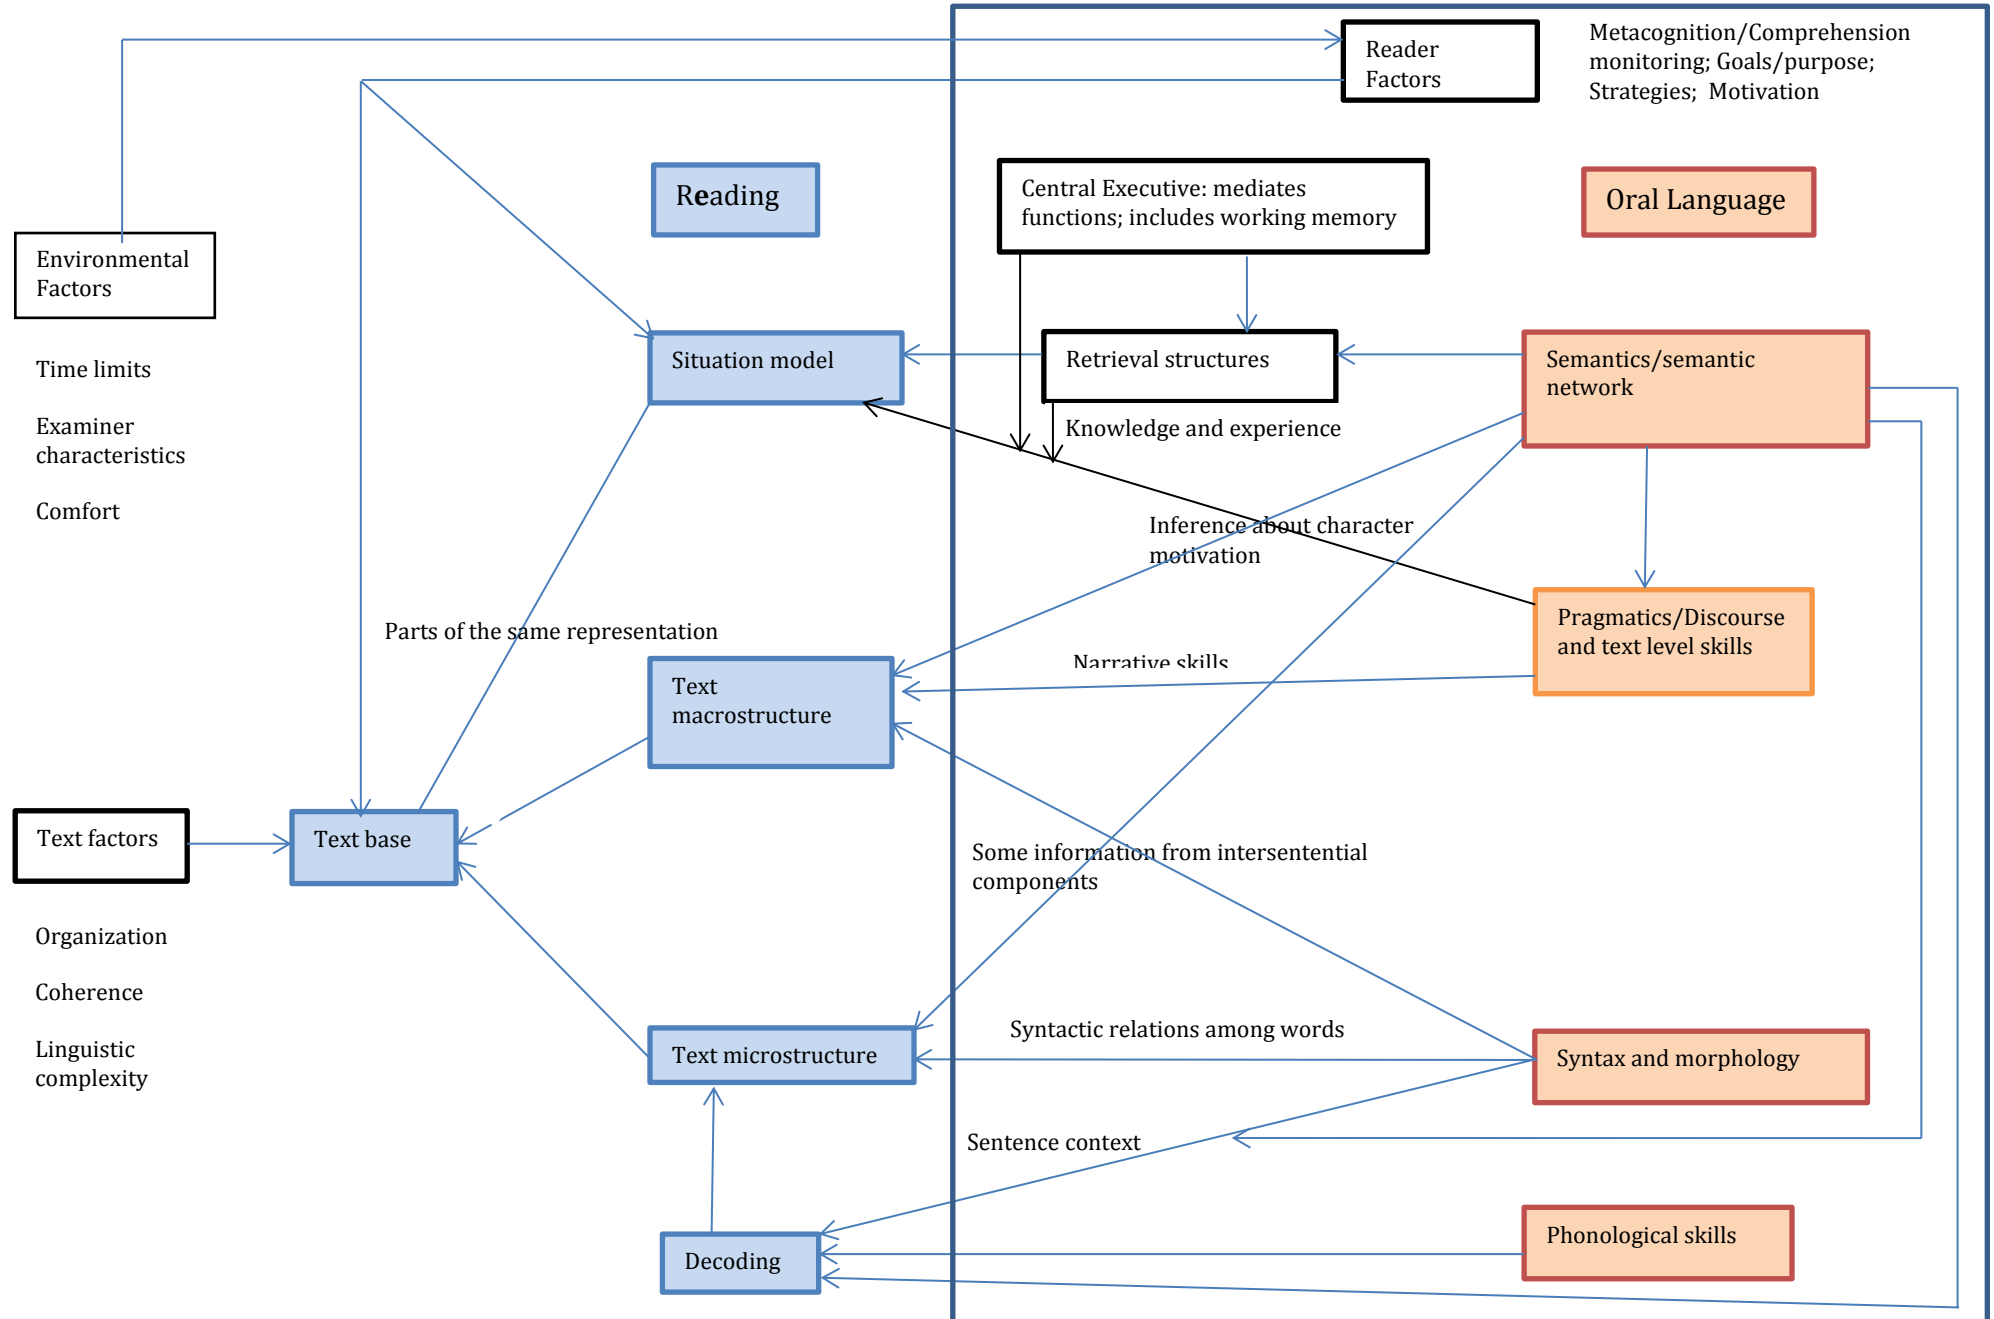 Reader
Factors
Metacognition/Comprehension
monitoring; Goals/purpose;
Strategies; Motivation
Reading
Central Executive: mediates
functions; includes working memory
Oral Language
Environmental
Factors
Time limits
Examiner
characteristics
Comfort
Situation model
Retrieval structures
Semantics/semantic
network
Knowledge and experience
Inference about character
motivation
Parts of the same representation
Pragmatics/Discourse
and text level skills
Narrative skills
Text
macrostructure
Text factors
Text base
Some information from intersentential
components
Organization
Coherence
Linguistic
complexity
Syntactic relations among words
Text microstructure
Syntax and morphology
Sentence context
Phonological skills
Decoding